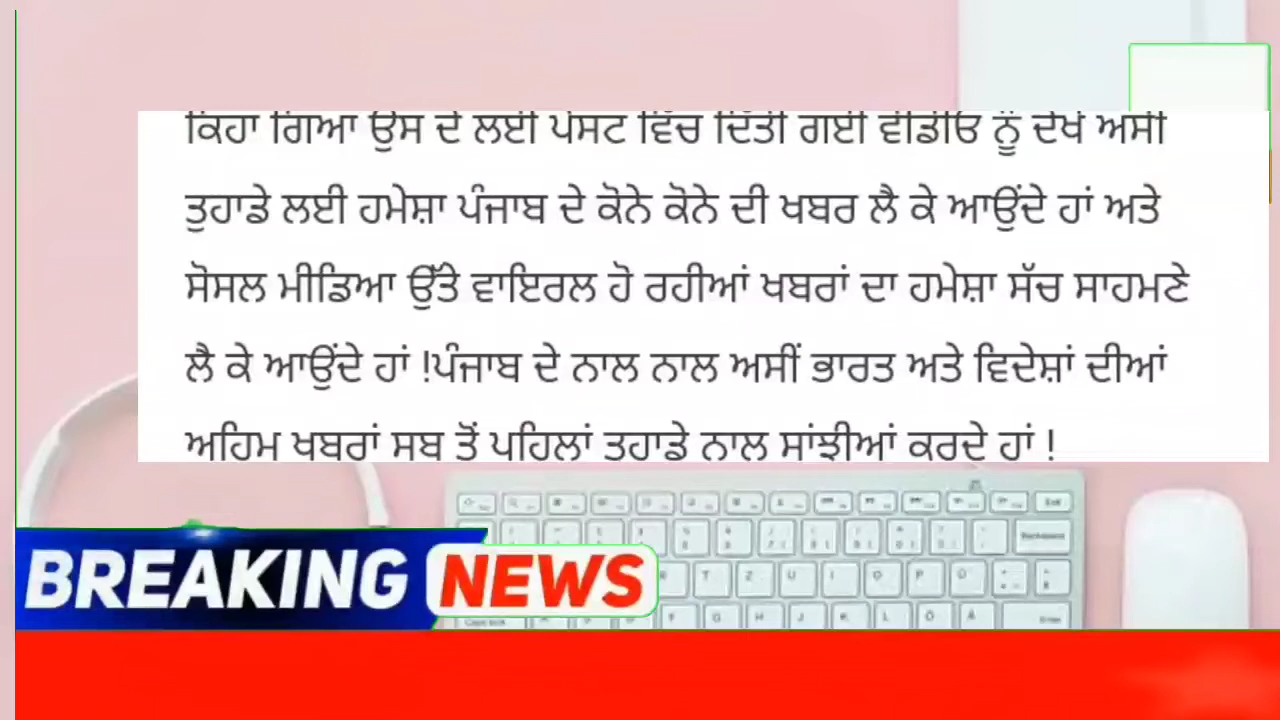 ਕਿਹਾ ਗਿਆ ਉਸ ਦੇ ਲਈ ਪੋਸਟ ਵਿੱਚ ਦਿੱਤੀ ਗਈ ਵੀਡੀਓ ਨੂੰ ਦੇਖੋ ਅਸੀਂ
ਤੁਹਾਡੇ ਲਈ ਹਮੇਸ਼ਾ ਪੰਜਾਬ ਦੇ ਕੋਨੇ ਕੋਨੇ ਦੀ ਖਬਰ ਲੈ ਕੇ ਆਉਂਦੇ ਹਾਂ ਅਤੇ
ਸੋਸਲ ਮੀਡਿਆ ਉੱਤੇ ਵਾਇਰਲ ਹੋ ਰਹੀਆਂ ਖਬਰਾਂ ਦਾ ਹਮੇਸ਼ਾ ਸੱਚ ਸਾਹਮਣੇ
ਲੈ ਕੇ ਆਉਂਦੇ ਹਾਂ !ਪੰਜਾਬ ਦੇ ਨਾਲ ਨਾਲ ਅਸੀਂ ਭਾਰਤ ਅਤੇ ਵਿਦੇਸ਼ਾਂ ਦੀਆਂ
ਅਹਿਮ ਖਬਰਾਂ ਸਬ ਤੋਂ ਪਹਿਲਾਂ ਤੁਹਾਡੇ ਨਾਲ ਸਾਂਝੀਆਂ ਕਰਦੇ ਹਾਂ !
BREAKING NEWS